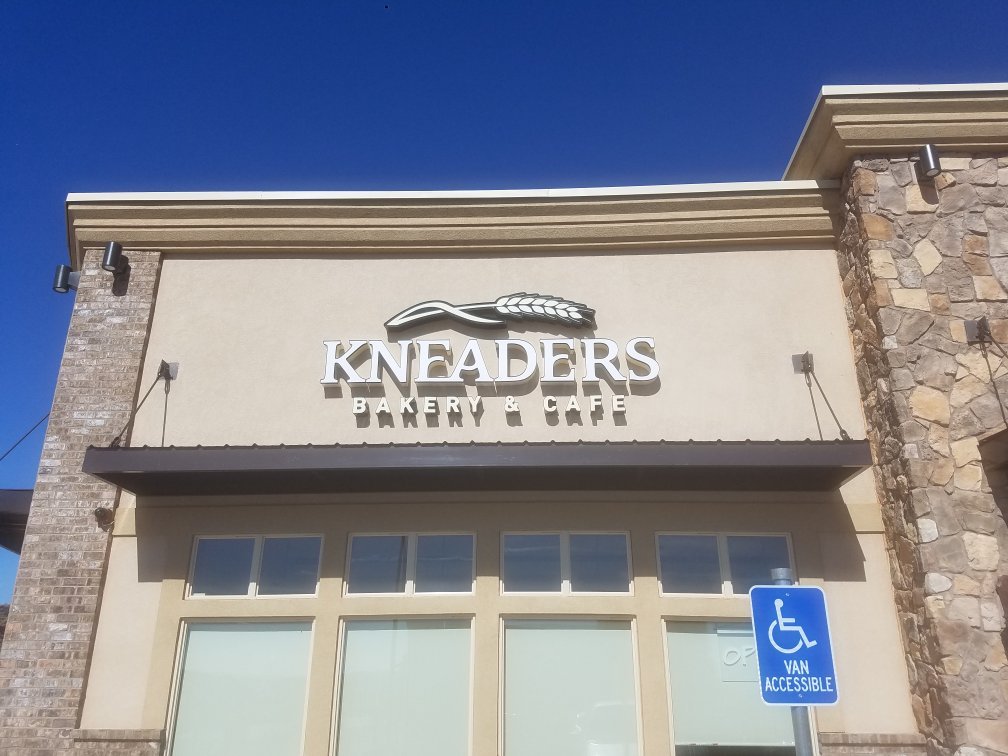 KNEADERS
BAKERY & CAFE
VAN
ACCESSIBLE